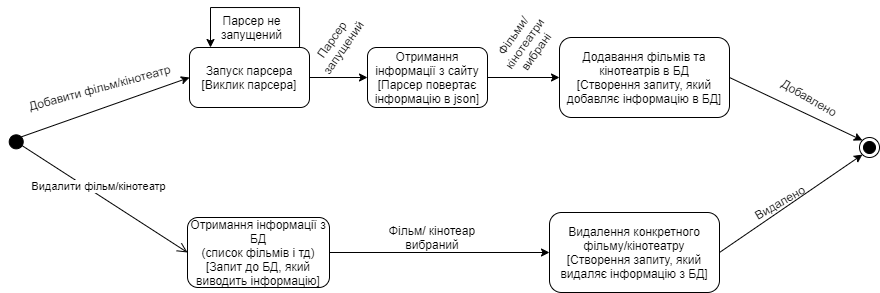 Парсер не
запущений
Парсер
запущений
Фільми/
кінотеатри
вибрані
Добавити фільм/кінотеатр
Запуск парсера
[Виклик парсера]
Отримання
інформації з сайту
[Парсер повертає
інформацію в json]
Додавання фільмів та
кінотеатрів в БД
[Створення запиту, який
добавляє інформацію в БД]
Добавлено
Видалити фільм/кінотеатр
Отримання інформації з
БД
(список фільмів і тд)
[Запит до БД, який
виводить інформацію]
Фільм/ кінотеар
вибраний
Видалення конкретного
фільму/кінотеатру
[Створення запиту, який
видаляє інформацію з БД]
Видалено